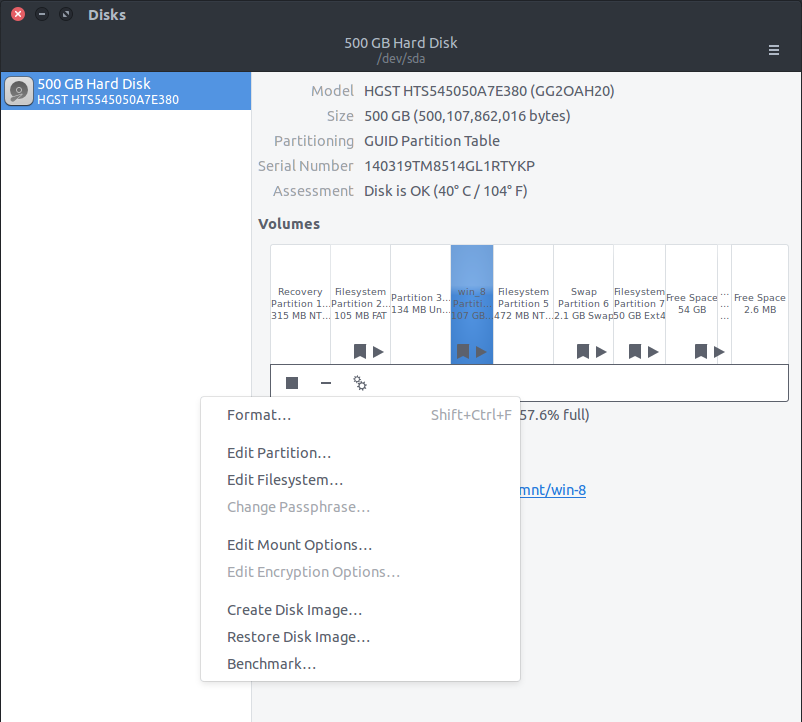 Disks
500 GB Hard Disk
/dev/sda
500 GB Hard Disk
HGST HTS545050A7E380
Model HGST HTS545050A7E380 (GG2OAH20)
Size 500 GB (500,107,862,016 bytes)
Partitioning GUID Partition Table
Serial Number 140319TM8514GL1RTYKP
Assessment Disk is OK (40° C / 104° F)
Volumes
Recovery
Partition 1...
315 MB NT...
Filesystem
Partition 2...
105 MB FAT
Partition 3...
134 MB Un...
win_8
Partiti...
107 GB...
Filesystem
Partition 5
472 MB NT...
Swap
Partition 6
2.1 GB Swap
Filesystem
Partition 7
50 GB Ext4
Free Space
54 GB
...
...
...
Free Space
2.6 MB
Format... Shift+Ctrl+F
57.6% full)
Edit Partition...
Edit Filesystem...
mnt/win-8
Change Passphrase...
Edit Mount Options...
Edit Encryption Options...
Create Disk Image...
Restore Disk Image...
Benchmark...